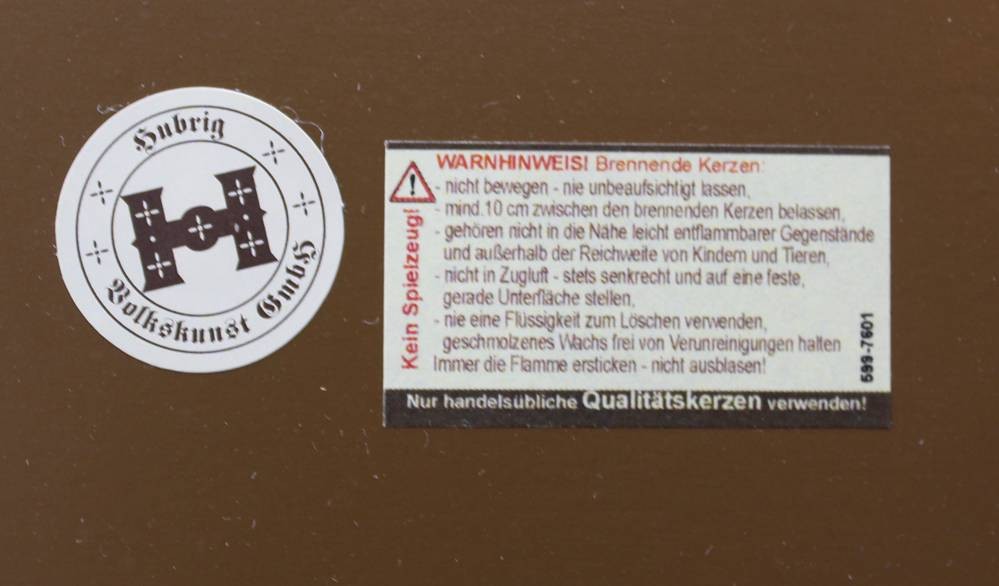 Hubrig
H
Volkskunst GmbH
WARNHINWEIS! Brennende Kerzen:
- nicht bewegen - nie unbeaufsichtigt lassen,
- mind.10 cm zwischen den brennenden Kerzen belassen,
- gehören nicht in die Nähe leicht entflammbarer Gegenstände
und außerhalb der Reichweite von Kindern und Tieren,
- nicht in Zugluft - stets senkrecht und auf eine feste,
gerade Unterfläche stellen,
- nie eine Flüssigkeit zum Löschen verwenden,
geschmolzenes Wachs frei von Verunreinigungen halten
Immer die Flamme ersticken - nicht ausblasen!
Kein Spielzeug!
599-7601
Nur handelsübliche Qualitätskerzen verwenden!